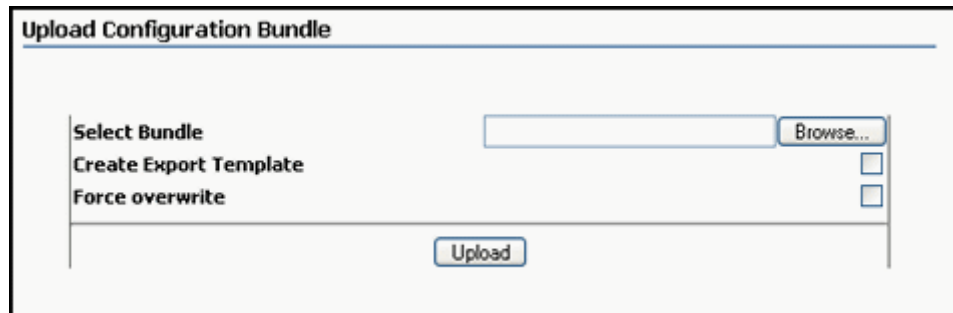 Upload Configuration Bundle
Select Bundle Browse...
Create Export Template
Force overwrite
Upload